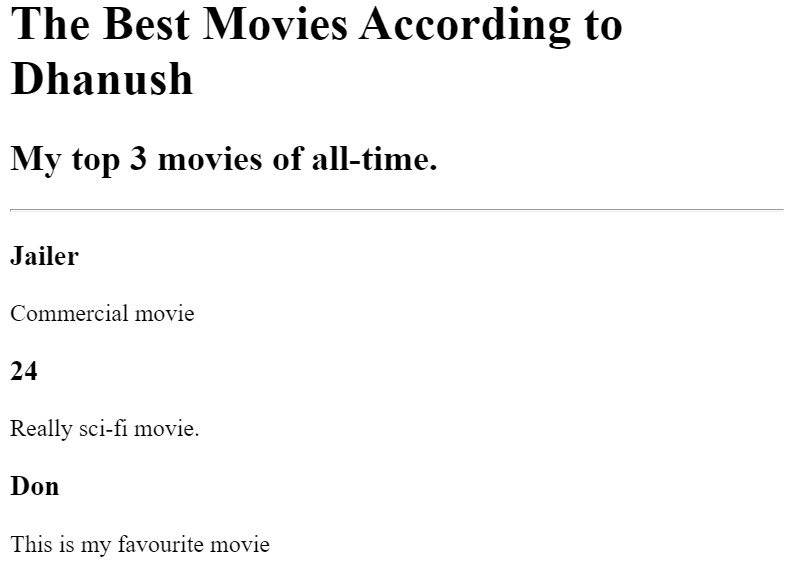 The Best Movies According to
Dhanush
My top 3 movies of all-time.
Jailer
Commercial movie
24
Really sci-fi movie.
Don
This is my favourite movie